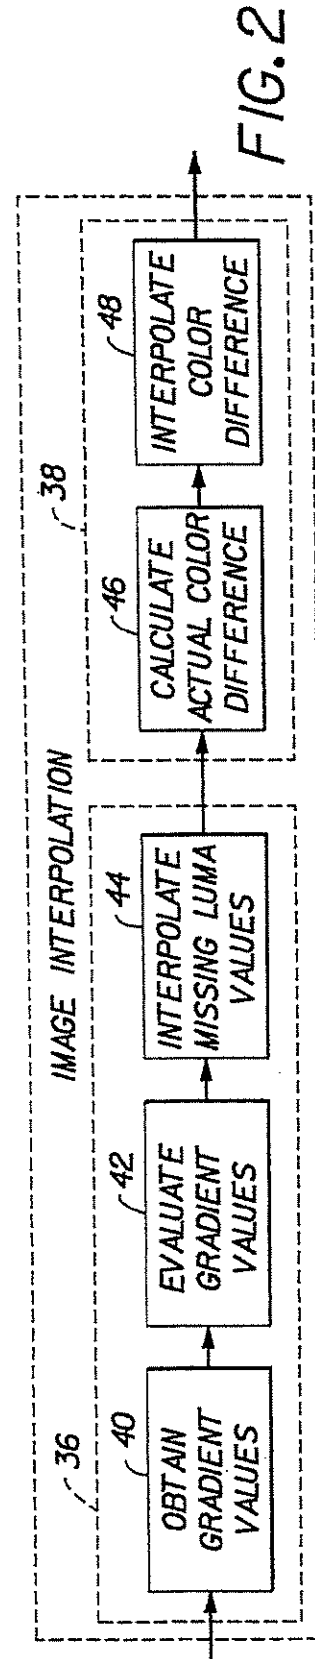 IMAGE INTERPOLATION
36
38
40
OBTAIN
GRADIENT
VALUES
42
EVALUATE
GRADIENT
VALUES
44
INTERPOLATE
MISSING LUMA
VALUES
46
CALCULATE
ACTUAL COLOR
DIFFERENCE
48
INTERPOLATE
COLOR
DIFFERENCE
FIG. 2